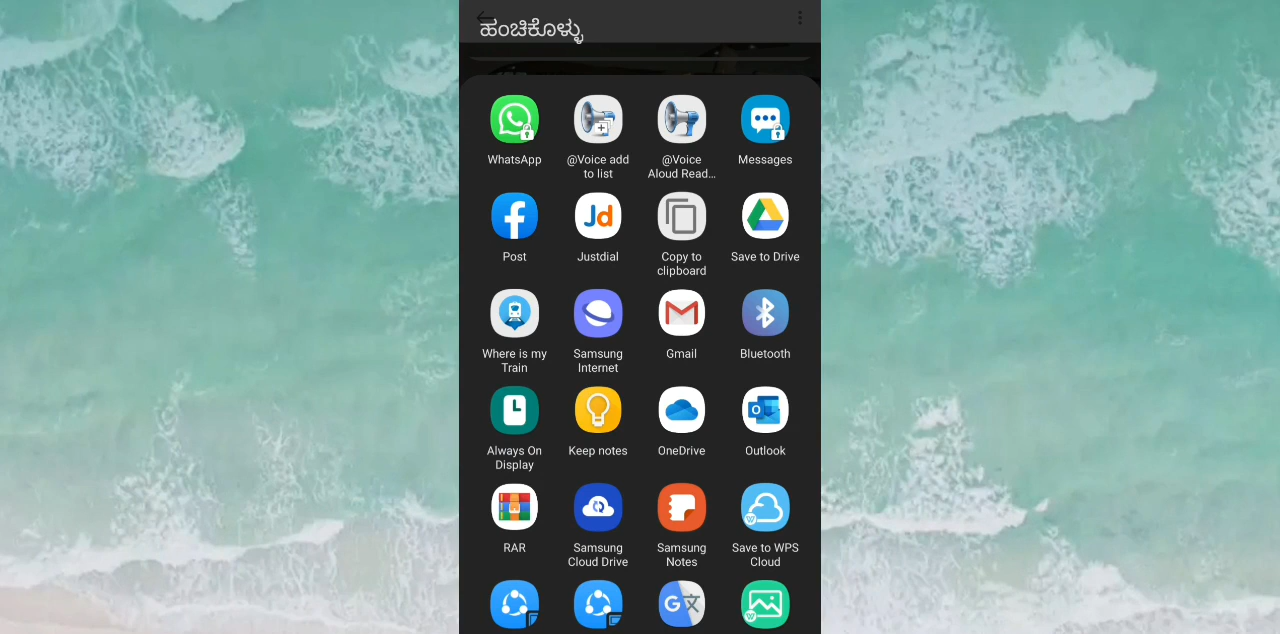 ಹಂಚಿಕೊಳ್ಳು
WhatsApp
@Voice add
to list
@Voice
Aloud Read...
Messages
Jd
Post
Justdial
Copy to
clipboard
Save to Drive
Where is my
Train
Samsung
Internet
Gmail
Bluetooth
Always On
Display
Keep notes
OneDrive
Outlook
RAR
Samsung
Cloud Drive
Samsung
Notes
Save to WPS
Cloud